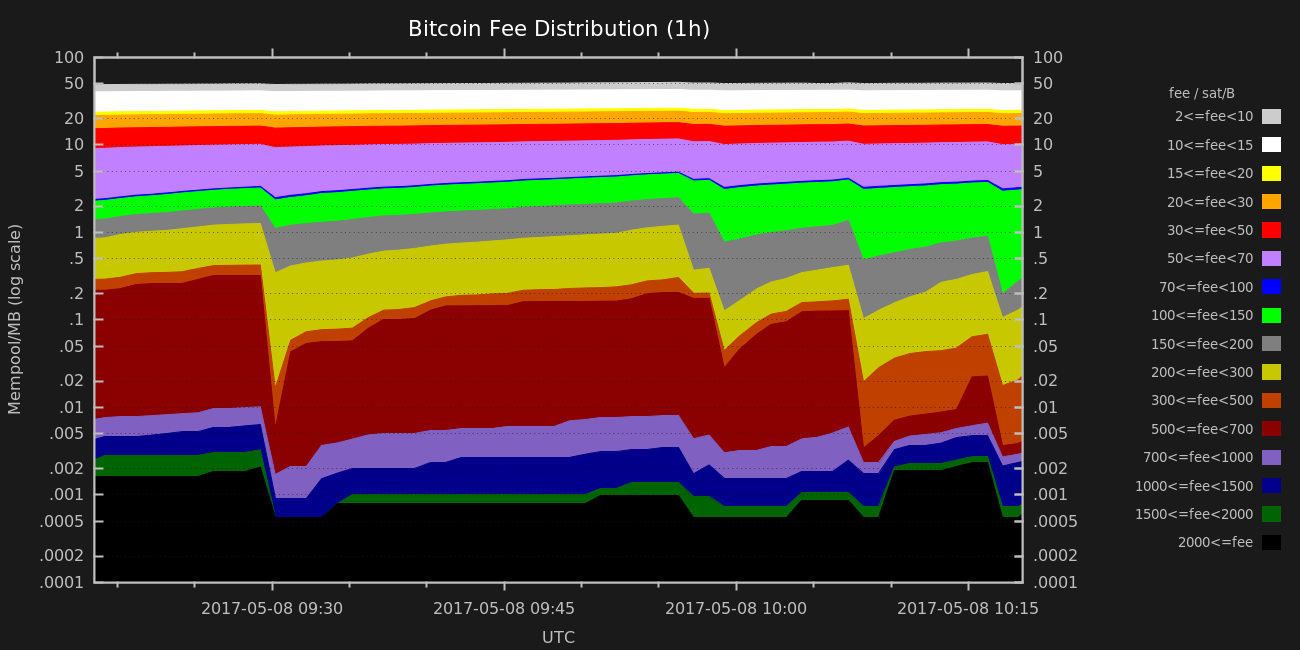 Bitcoin Fee Distribution (1h)
100 100
50 50
20 20
10 10
5 5
2 2
1 1
.5 .5
.2 .2
.1 .1
.05 .05
.02 .02
.01 .01
.005 .005
.002 .002
.001 .001
.0005 .0005
.0002 .0002
.0001 .0001
Mempool/MB (log scale)
2017-05-08 09:30 2017-05-08 09:45 2017-05-08 10:00 2017-05-08 10:15
UTC
fee / sat/B
2<=fee<10
10<=fee<15
15<=fee<20
20<=fee<30
30<=fee<50
50<=fee<70
70<=fee<100
100<=fee<150
150<=fee<200
200<=fee<300
300<=fee<500
500<=fee<700
700<=fee<1000
1000<=fee<1500
1500<=fee<2000
2000<=fee